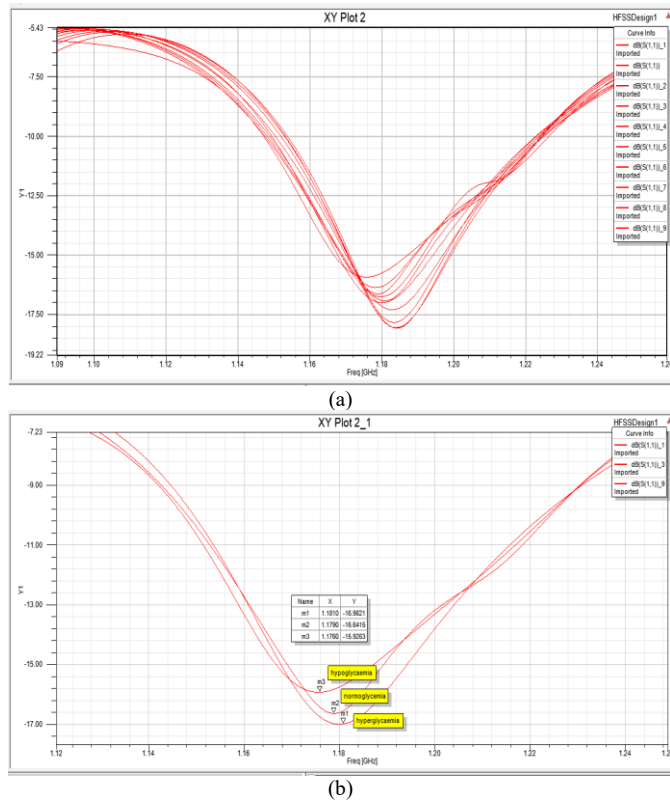 XY Plot 2
HFSSDesign1
Curve Info
dB(S(1,1))_1
Imported
dB(S(1,1))
Imported
dB(S(1,1))_2
Imported
dB(S(1,1))_3
Imported
dB(S(1,1))_4
Imported
dB(S(1,1))_5
Imported
dB(S(1,1))_6
Imported
dB(S(1,1))_7
Imported
dB(S(1,1))_8
Imported
dB(S(1,1))_9
Imported
-5.43
-7.50
-10.00
-12.50
-15.00
-17.50
-19.22
Y1
1.09 1.10 1.12 1.14 1.16 1.18 1.20 1.22 1.24
Freq [GHz]
(a)
XY Plot 2_1
HFSSDesign1
Curve Info
dB(S(1,1))_1
Imported
dB(S(1,1))_3
Imported
dB(S(1,1))_9
Imported
-7.23
-9.00
-11.00
-13.00
-15.00
-17.00
Y1
Name X Y
m1 1.1810 -16.9821
m2 1.1790 -16.6416
m3 1.1760 -15.9263
m3
hypoglycaemia
m2
normoglycemia
m1
hyperglycaemia
1.12 1.14 1.16 1.18 1.20 1.22 1.24
Freq [GHz]
(b)